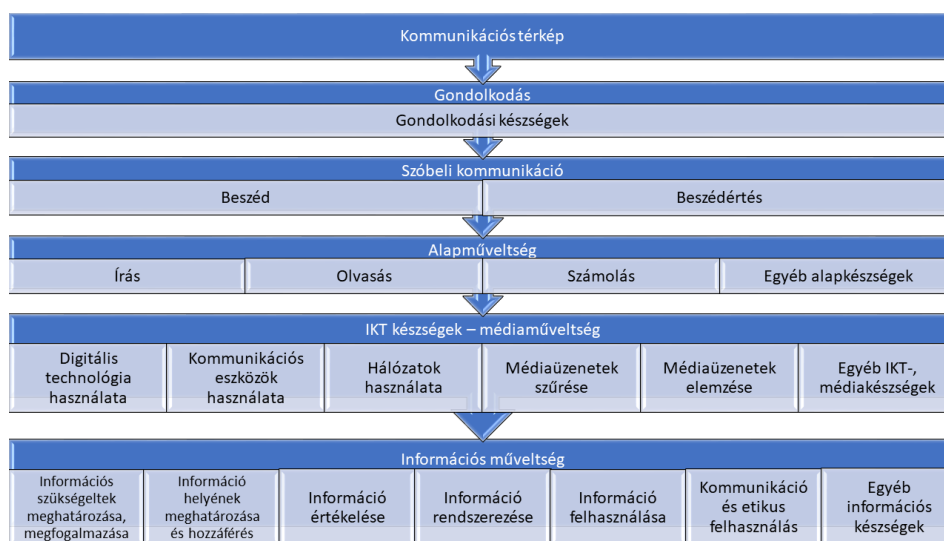 Kommunikációs térkép
Gondolkodás
Gondolkodási készségek
Szóbeli kommunikáció
Beszéd
Beszédértés
Alapműveltség
Írás
Olvasás
Számolás
Egyéb alapkészségek
IKT készségek – médiaműveltség
Digitális
technológia
használata
Kommunikációs
eszközök
használata
Hálózatok
használata
Médiaüzenetek
szűrése
Médiaüzenetek
elemzése
Egyéb IKT-,
médiakészségek
Információs műveltség
Információs
szükségeltek
meghatározása,
megfogalmazása
Információ
helyének
meghatározása
és hozzáférés
Információ
értékelése
Információ
rendszerezése
Információ
felhasználása
Kommunikáció
és etikus
felhasználás
Egyéb
információs
készségek